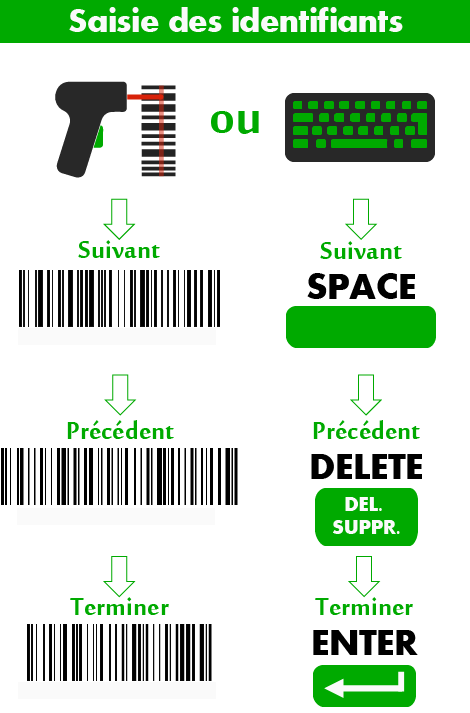 Saisie des identifiants
ou
Suivant
Suivant
SPACE
Précédent
Précédent
DELETE
DEL.
SUPPR.
Terminer
Terminer
ENTER